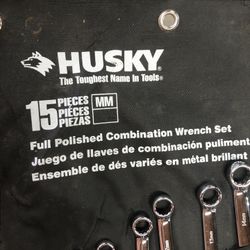 HUSKY®
The Toughest Name In Tools®
15 PIECES
PIÈCES
PIEZAS
MM
Full Polished Combination Wrench Set
Juego de llaves de combinación puliment
Ensemble de dés variés en métal brillant